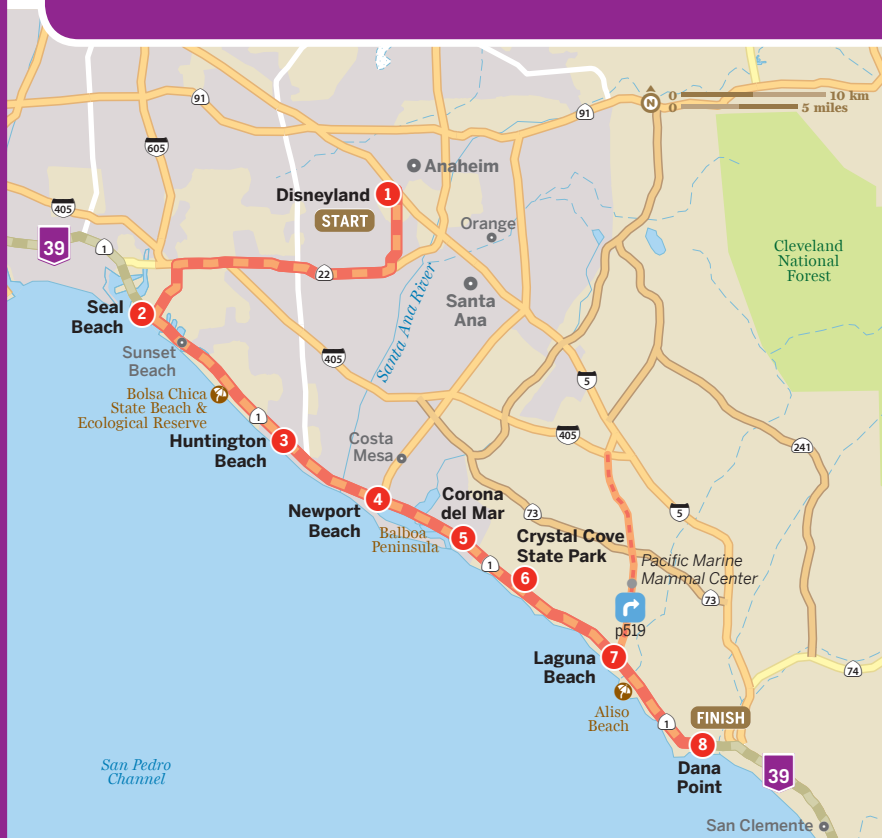 0 10 km
0 5 miles
N
91
91
605
Anaheim
Disneyland 1
START
405
39
1
Orange
Cleveland
National
Forest
22
Santa Ana River
Santa
Ana
Seal
Beach
2
Sunset
Beach
405
5
Bolsa Chica
State Beach &
Ecological Reserve
1
Huntington
Beach
3
Costa
Mesa
405
241
Newport
Beach
4
Balboa
Peninsula
Corona
del Mar
5
73
5
1
Crystal Cove
State Park
6
Pacific Marine
Mammal Center
73
p519
Laguna
Beach
7
74
Aliso
Beach
1
FINISH
8
Dana
Point
39
San Pedro
Channel
San Clemente